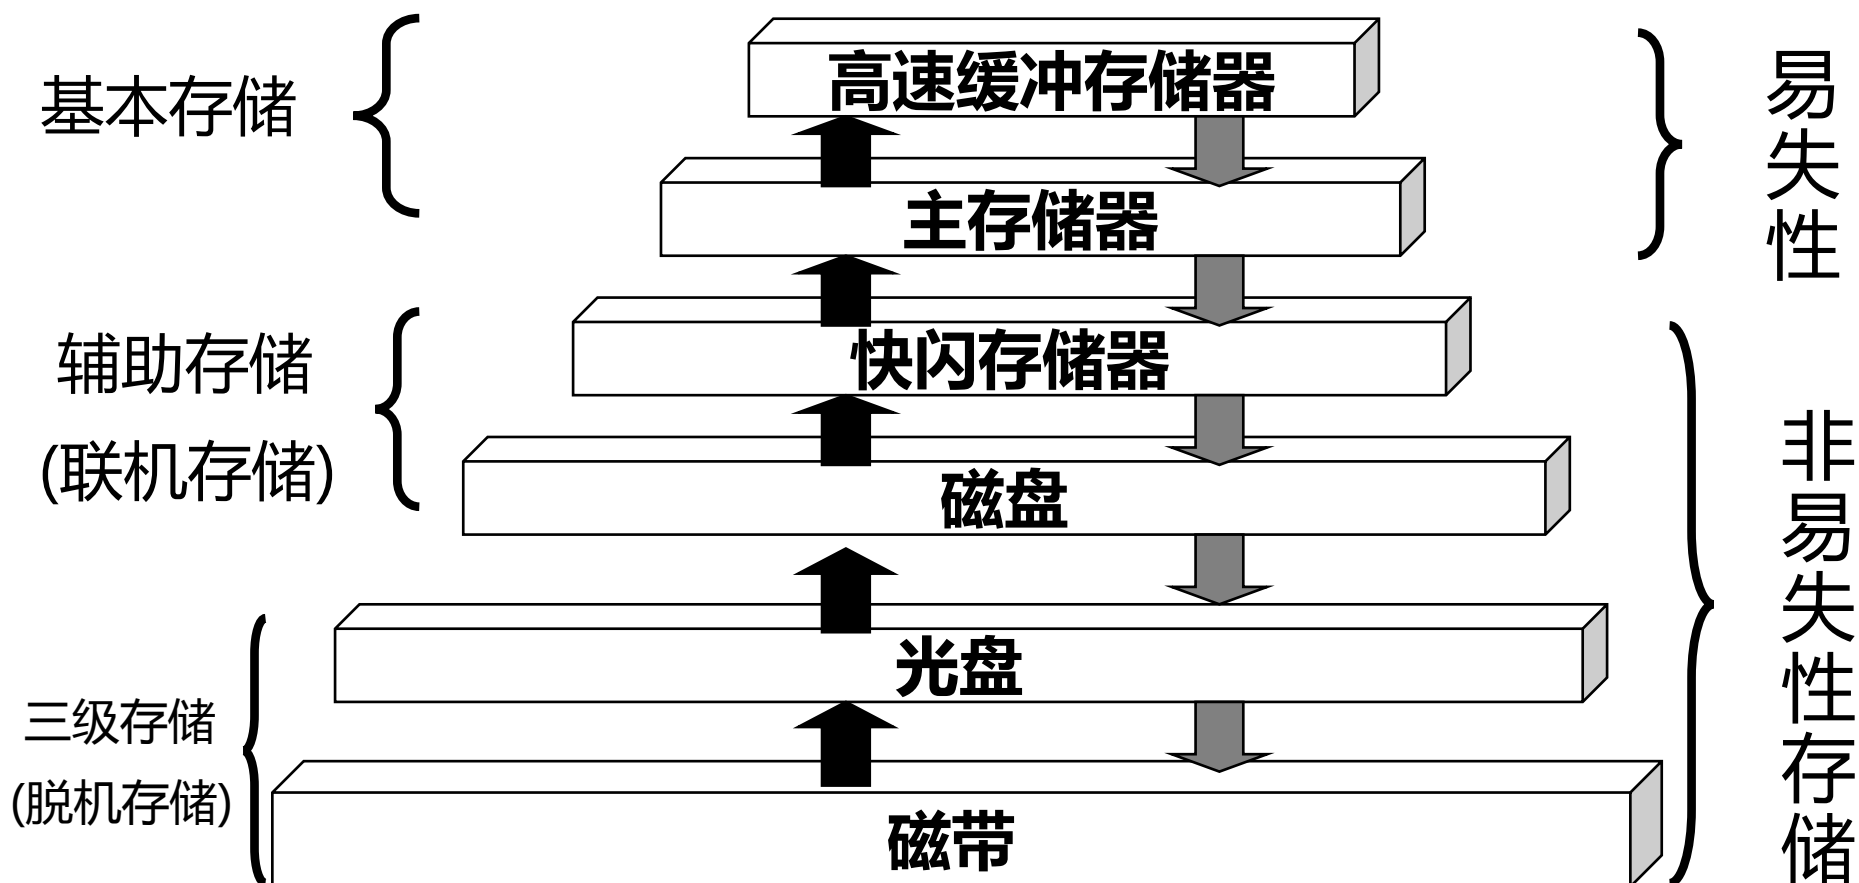 高速缓冲存储器
基本存储
易失性
主存储器
快闪存储器
辅助存储
(联机存储)
非易失性存储
磁盘
光盘
三级存储
(脱机存储)
磁带